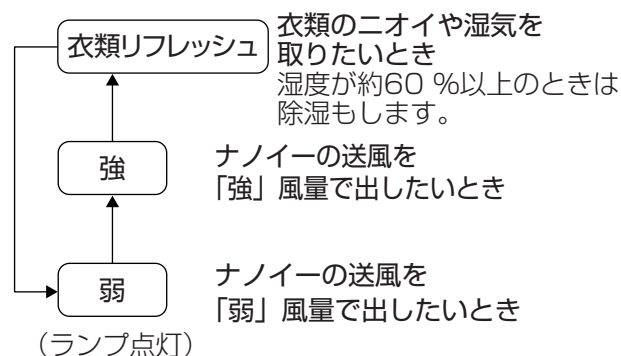 衣類リフレッシュ
衣類のニオイや湿気を
取りたいとき
湿度が約60 %以上のときは
除湿もします。
強
ナノイーの送風を
「強」風量で出したいとき
弱
ナノイーの送風を
「弱」風量で出したいとき
（ランプ点灯）